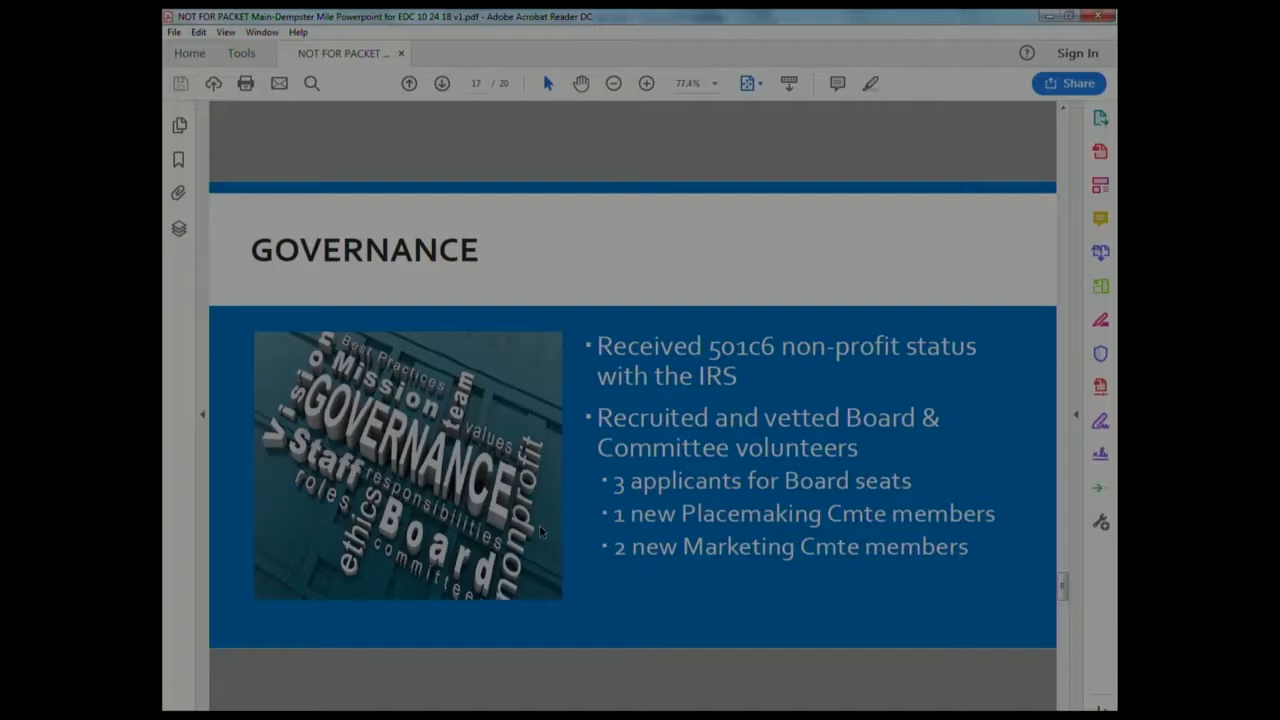 NOT FOR PACKET Main-Dempster Mile Powerpoint for EDC 10 24 18 v1.pdf - Adobe Acrobat Reader DC
File Edit View Window Help
Home Tools NOT FOR PACKET ... × Sign In
17 / 20 77.4% Share
GOVERNANCE
▪ Received 501c6 non-profit status
with the IRS
▪ Recruited and vetted Board &
Committee volunteers
▪ 3 applicants for Board seats
▪ 1 new Placemaking Cmte members
▪ 2 new Marketing Cmte members
Vision
Best Practices
Mission
team
GOVERNANCE
values
Staff
responsibilities
roles
ethics
Board
committee
nonprofit